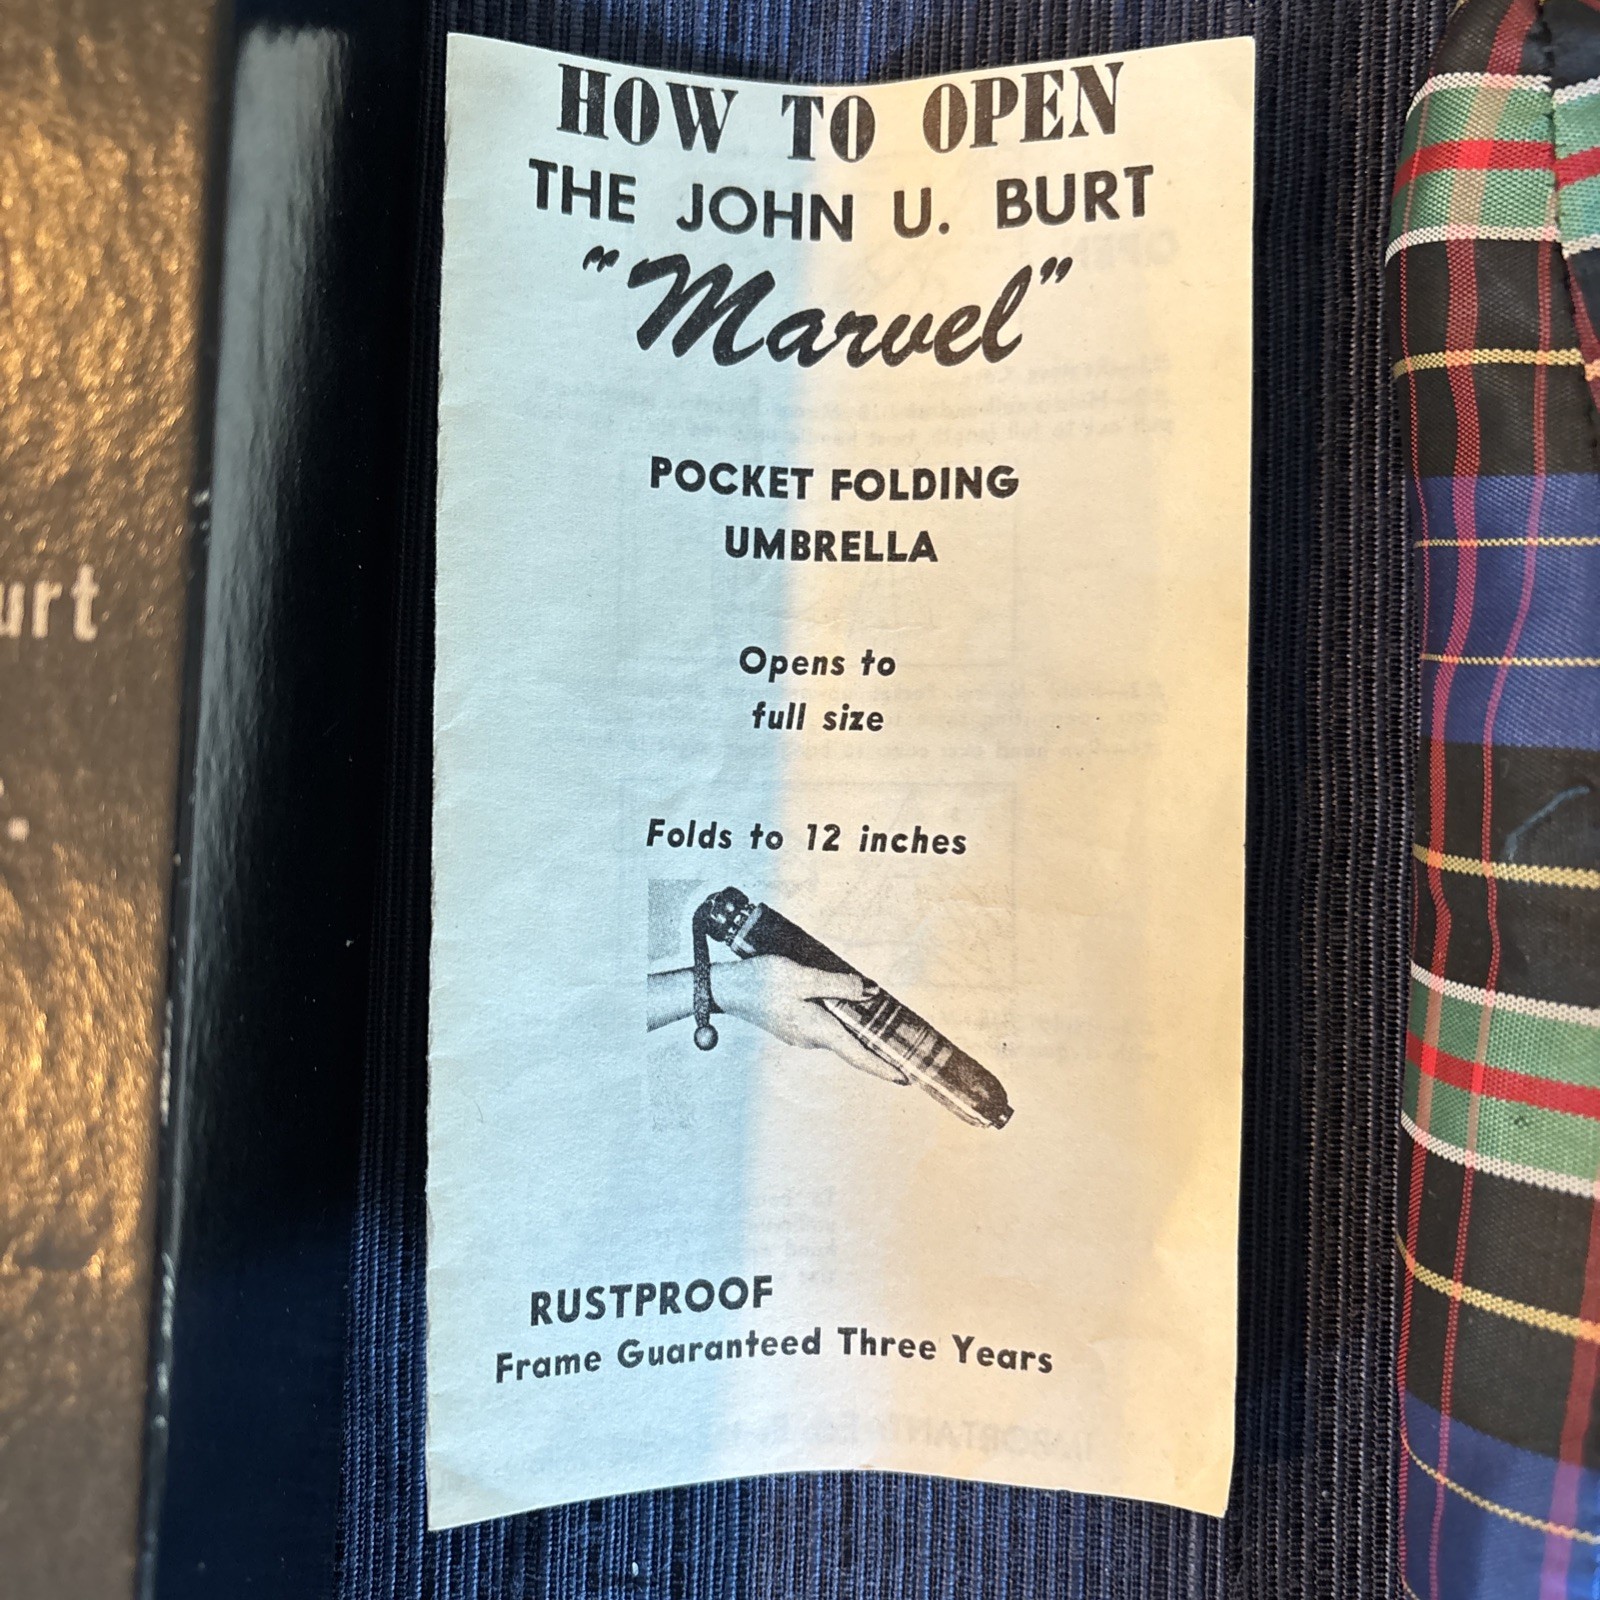 HOW TO OPEN
THE JOHN U. BURT
"Marvel"
POCKET FOLDING
UMBRELLA
Opens to
full size
Folds to 12 inches
RUSTPROOF
Frame Guaranteed Three Years
urt